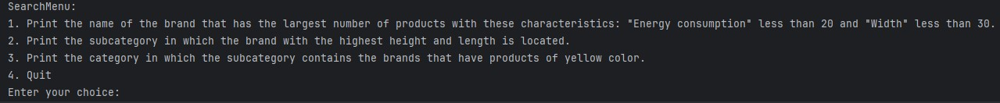 SearchMenu:
1. Print the name of the brand that has the largest number of products with these characteristics: "Energy consumption" less than 20 and "Width" less than 30.
2. Print the subcategory in which the brand with the highest height and length is located.
3. Print the category in which the subcategory contains the brands that have products of yellow color.
4. Quit
Enter your choice: